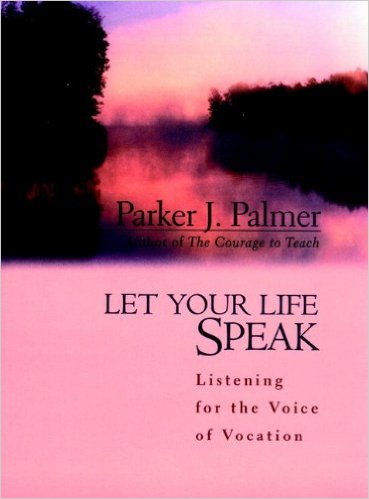 Parker J. Palmer
Author of The Courage to Teach
LET YOUR LIFE
SPEAK
Listening
for the Voice
of Vocation